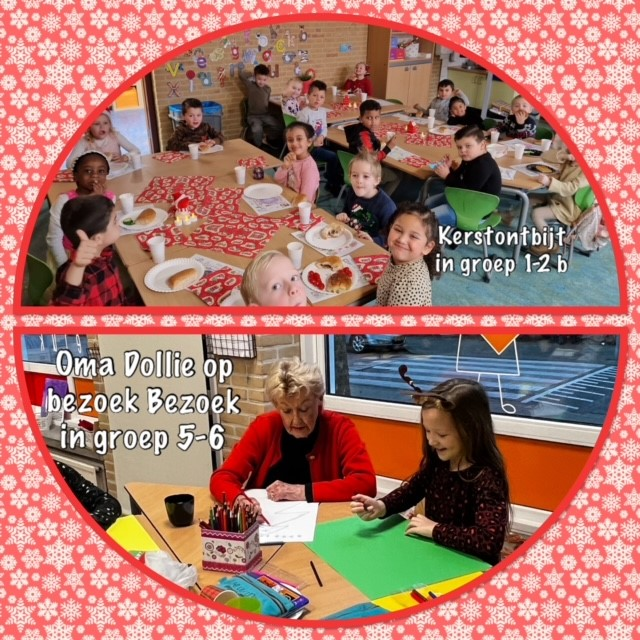 Kerstontbijt
in groep 1-2 b
Oma Dollie op
bezoek Bezoek
in groep 5-6